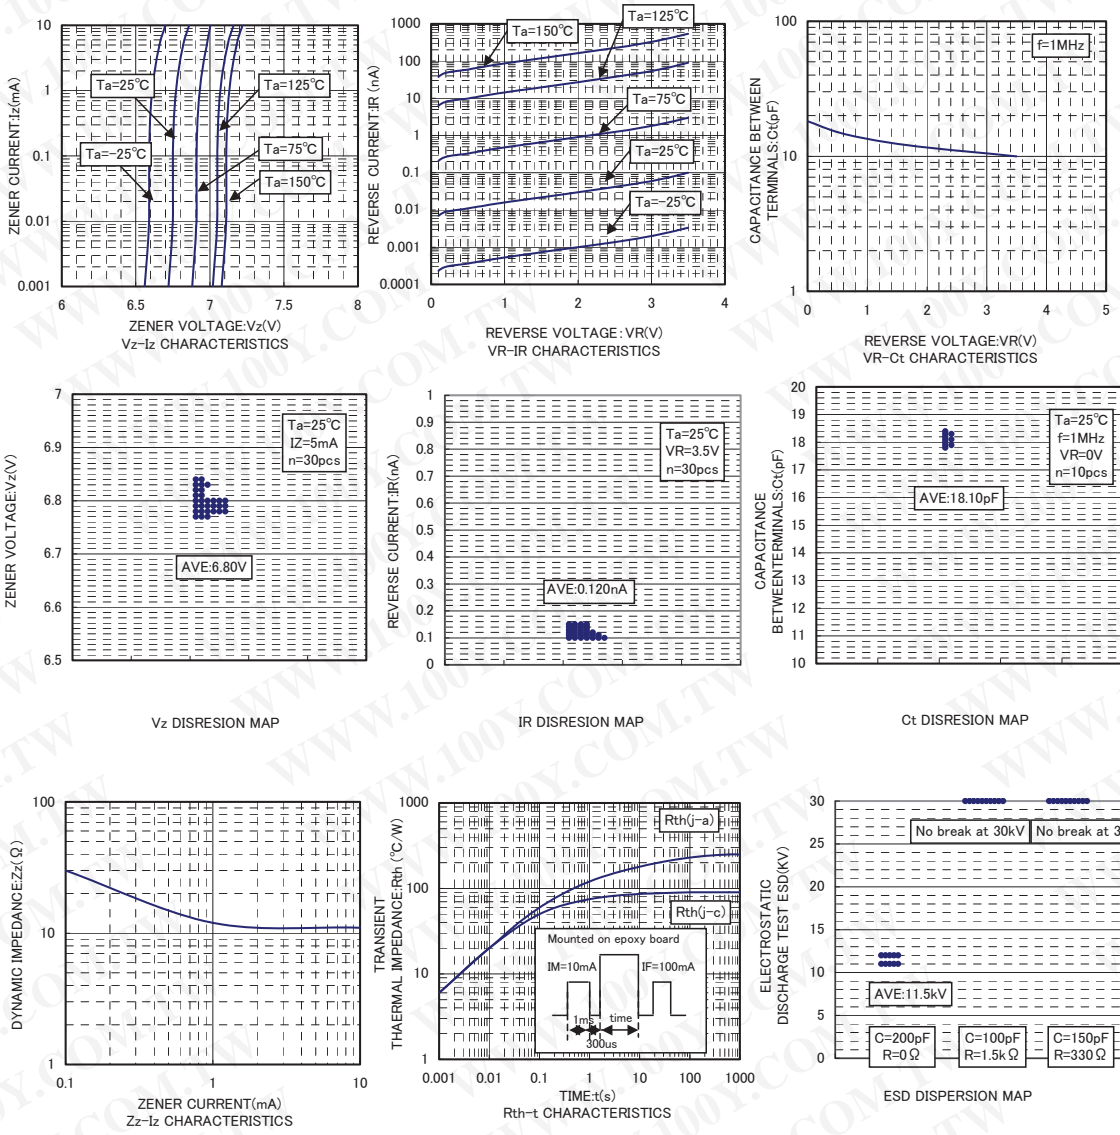 10
1
0.1
0.01
0.001
6
6.5
7
7.5
8
ZENER CURRENT:Iz(mA)
Ta=25°C
Ta=125°C
Ta=-25°C
Ta=75°C
Ta=150°C
ZENER VOLTAGE:Vz(V)
Vz-Iz CHARACTERISTICS
1000
100
10
1
0.1
0.01
0.001
0.0001
0
1
2
3
4
REVERSE CURRENT:IR (nA)
Ta=150°C
Ta=125°C
Ta=75°C
Ta=25°C
Ta=-25°C
REVERSE VOLTAGE:VR(V)
VR-IR CHARACTERISTICS
100
10
1
0
1
2
3
4
5
CAPACITANCE BETWEEN
TERMINALS:Ct(pF)
f=1MHz
REVERSE VOLTAGE:VR(V)
VR-Ct CHARACTERISTICS
7
6.9
6.8
6.7
6.6
6.5
ZENER VOLTAGE:Vz(V)
Ta=25°C
IZ=5mA
n=30pcs
AVE:6.80V
Vz DISRESION MAP
1
0.9
0.8
0.7
0.6
0.5
0.4
0.3
0.2
0.1
0
REVERSE CURRENT:IR(nA)
Ta=25°C
VR=3.5V
n=30pcs
AVE:0.120nA
IR DISRESION MAP
20
19
18
17
16
15
14
13
12
11
10
CAPACITANCE
BETWEENTERMINALS:Ct(pF)
Ta=25°C
f=1MHz
VR=0V
n=10pcs
AVE:18.10pF
Ct DISRESION MAP
100
10
1
0.1
1
10
DYNAMIC IMPEDANCE:Zz(Ω)
ZENER CURRENT(mA)
Zz-Iz CHARACTERISTICS
1000
100
10
1
0.001
0.01
0.1
1
10
100
1000
TRANSIENT
THAERMAL IMPEDANCE:Rth (°C/W)
Rth(j-a)
Rth(j-c)
Mounted on epoxy board
IM=10mA
IF=100mA
1ms
time
300us
TIME:t(s)
Rth-t CHARACTERISTICS
30
25
20
15
10
5
0
ELECTROSTATIC
DISCHARGE TEST ESD(KV)
No break at 30kV
No break at 3
AVE:11.5kV
C=200pF
R=0Ω
C=100pF
R=1.5kΩ
C=150pF
R=330Ω
ESD DISPERSION MAP
WWW.100Y.COM.TW